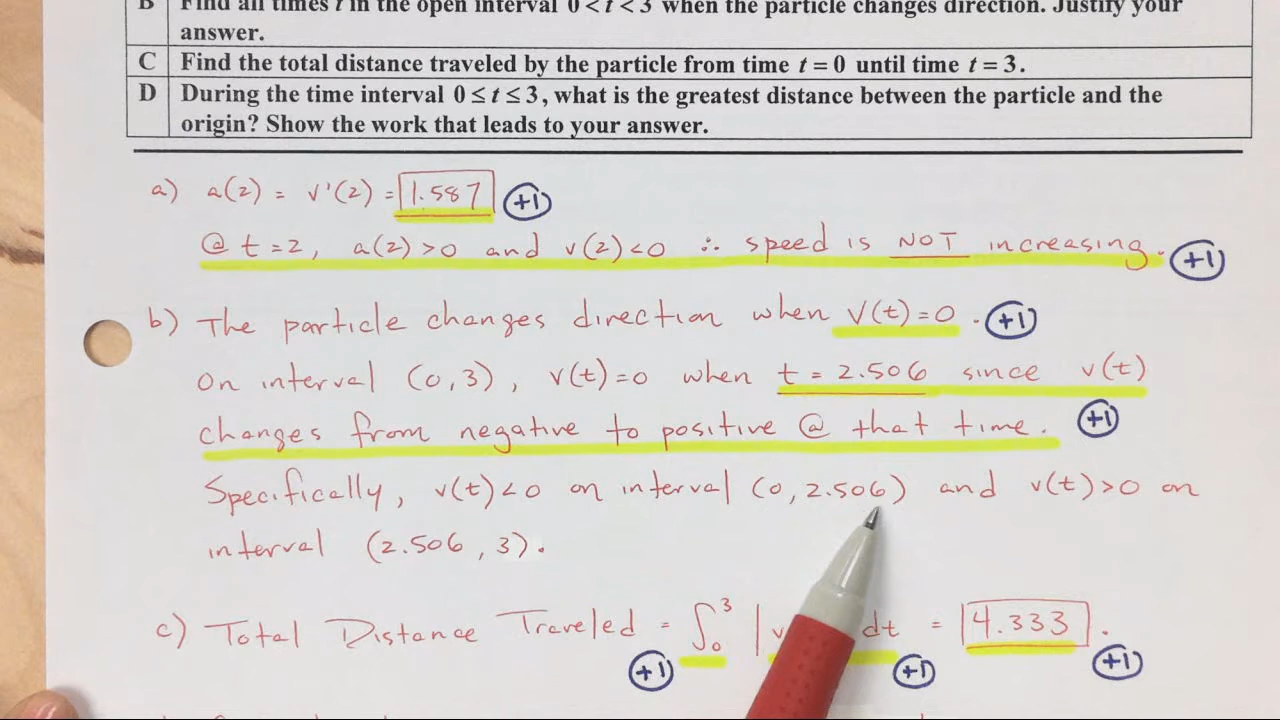 B Find all times t in the open interval 0 < t < 3 when the particle changes direction. Justify your
answer.
C Find the total distance traveled by the particle from time t = 0 until time t = 3.
D During the time interval 0 ≤ t ≤ 3, what is the greatest distance between the particle and the
origin? Show the work that leads to your answer.
a) a(2) = v'(2) = 1.587 +1
@ t = 2, a(2) > 0 and v(2) < 0 ∴ speed is NOT increasing. +1
b) The particle changes direction when v(t) = 0. +1
On interval (0,3), v(t) = 0 when t = 2.506 since v(t)
changes from negative to positive @ that time. +1
Specifically, v(t) < 0 on interval (0, 2.506) and v(t) > 0 on
interval (2.506, 3).
c) Total Distance Traveled = ∫₀³ |v dt = 4.333.
+1 +1 +1